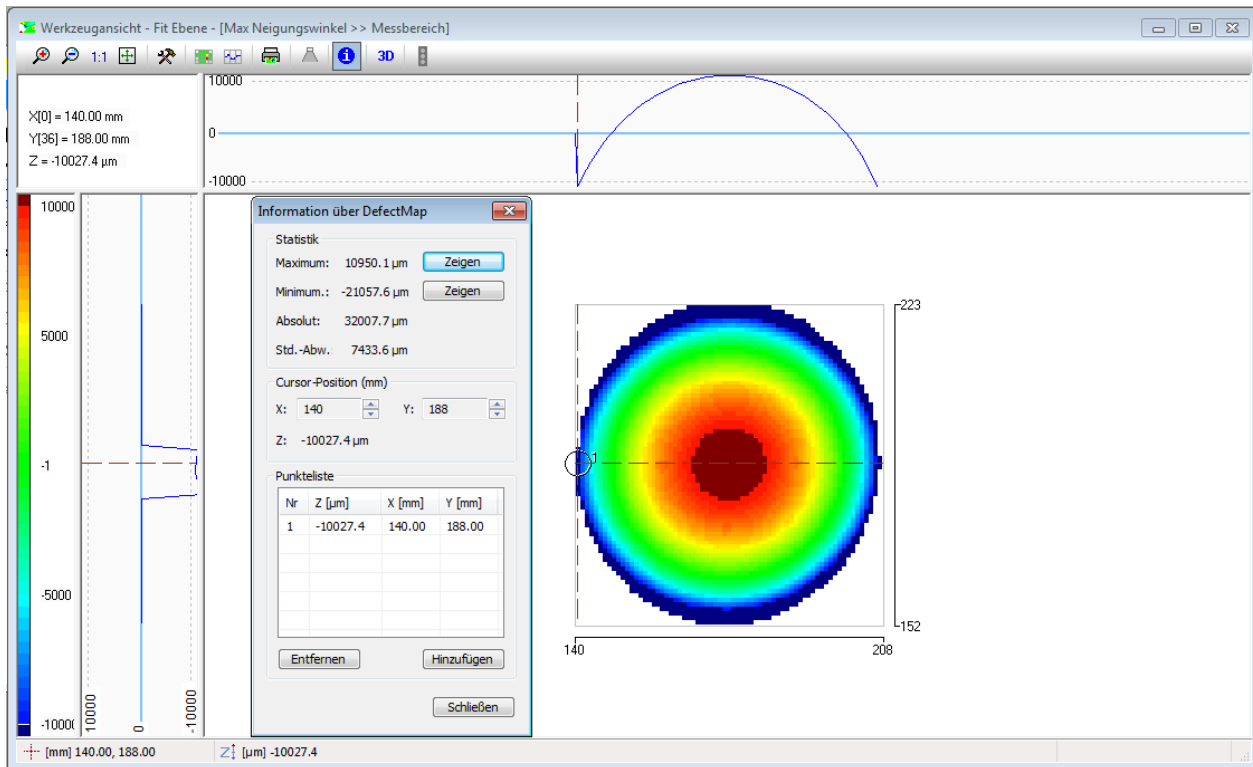 Werkzeugansicht - Fit Ebene - [Max Neigungswinkel >> Messbereich]
1:1
3D
X[0] = 140.00 mm
Y[36] = 188.00 mm
Z = -10027.4 µm
10000
0
-10000
10000
5000
-1
-5000
-1000
10000
0
-10000
Information über DefectMap
Statistik
Maximum: 10950.1 µm Zeigen
Minimum.: -21057.6 µm Zeigen
Absolut: 32007.7 µm
Std.-Abw.: 7433.6 µm
Cursor-Position (mm)
X: 140 Y: 188
Z: -10027.4 µm
Punkteliste
Nr Z [µm] X [mm] Y [mm]
1 -10027.4 140.00 188.00
Entfernen Hinzufügen
Schließen
1
223
152
140 208
[mm] 140.00, 188.00 Z [µm] -10027.4